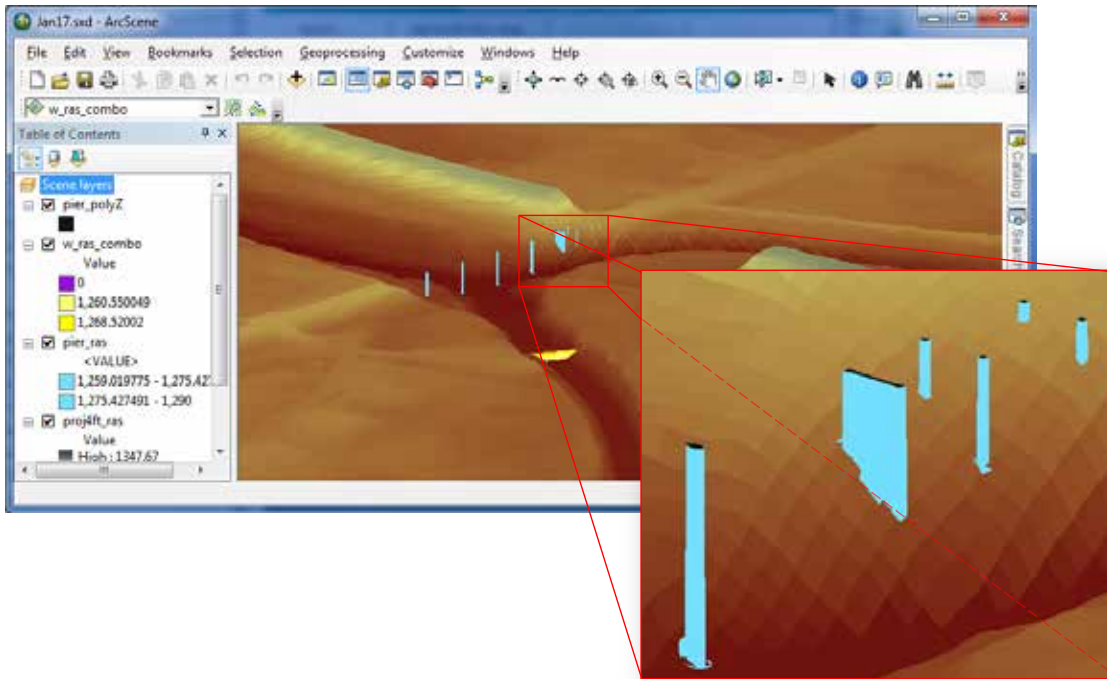 Jan17.sxd - ArcScene
File Edit View Bookmarks Selection Geoprocessing Customize Windows Help
w_ras_combo
Table of Contents
Scene layers
pier_polyZ
w_ras_combo
Value
0
1,260.550049
1,268.52002
pier_ras
<VALUE>
1,259.019775 - 1,275.42
1,275.427491 - 1,290
proj4ft_ras
Value
High : 1347.67
Catalog
Search